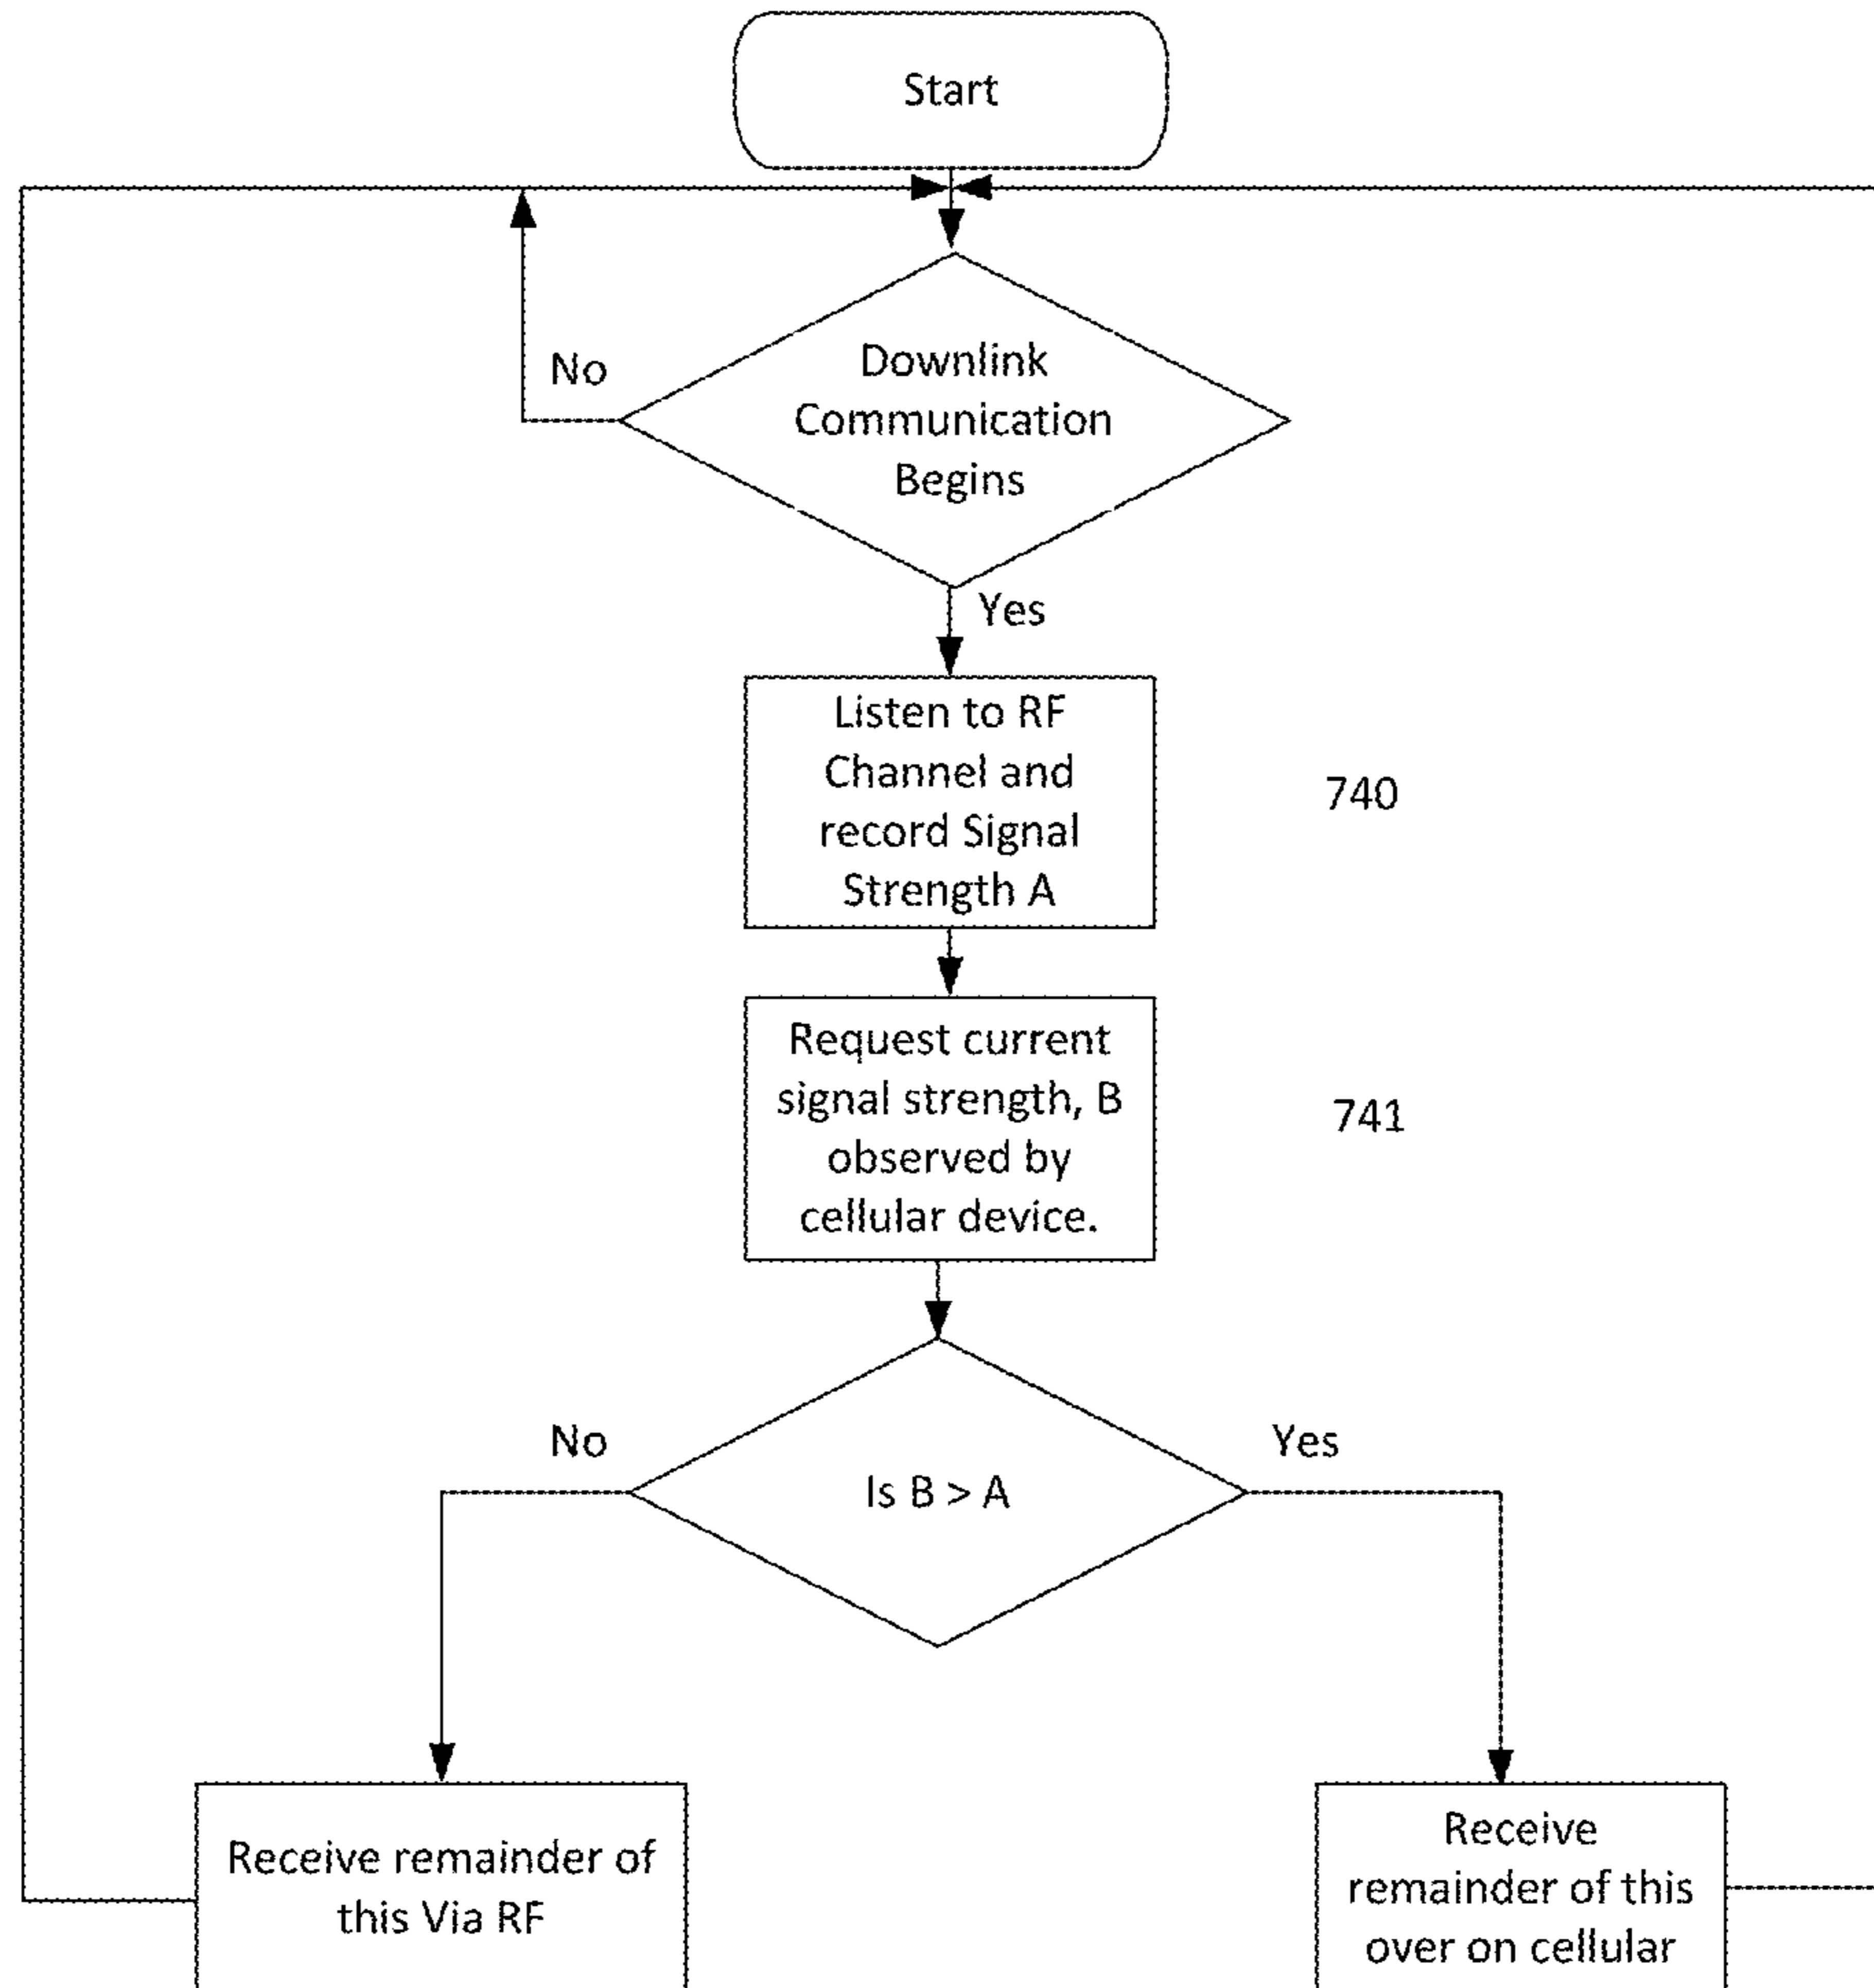 Start
No
Downlink
Communication
Begins
Yes
Listen to RF
Channel and
record Signal
Strength A
740
Request current
signal strength, B
observed by
cellular device.
741
No
Yes
Is B > A
Receive remainder of
this Via RF
Receive
remainder of this
over on cellular